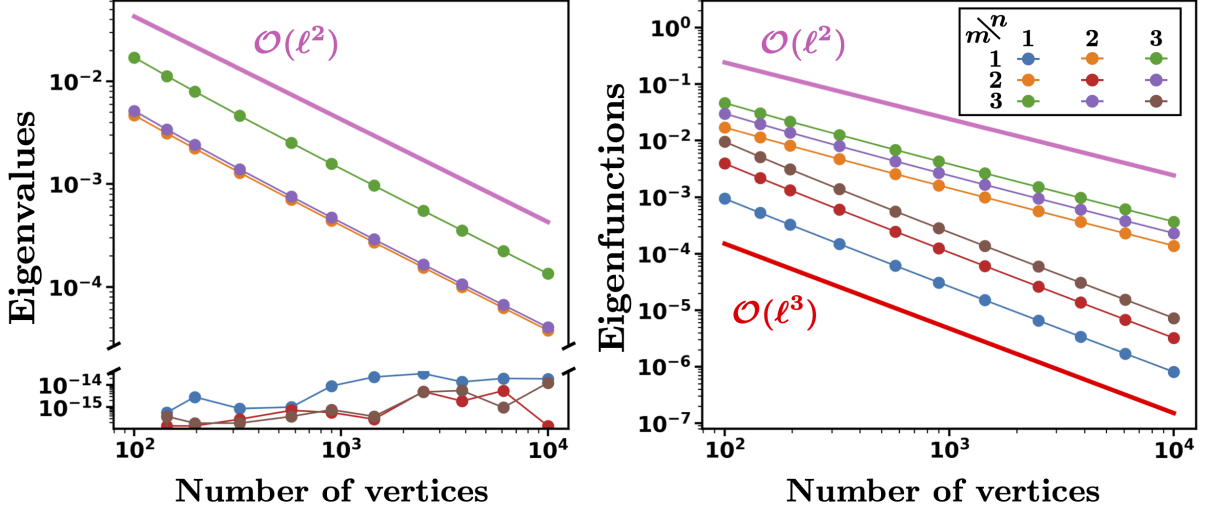 Eigenvalues
10⁻²
10⁻³
10⁻⁴
10⁻¹⁴
10⁻¹⁵
𝒪(ℓ²)
10² 10³ 10⁴
Number of vertices
Eigenfunctions
10⁰
10⁻¹
10⁻²
10⁻³
10⁻⁴
10⁻⁵
10⁻⁶
10⁻⁷
𝒪(ℓ²)
𝒪(ℓ³)
m\n 1 2 3
1
2
3
10² 10³ 10⁴
Number of vertices